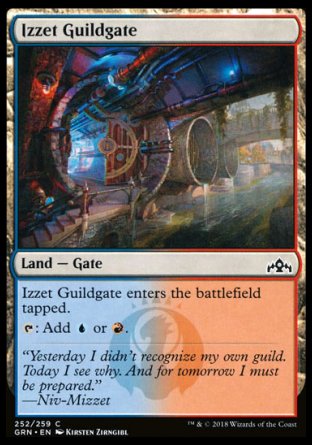 Izzet Guildgate
Land — Gate
Izzet Guildgate enters the battlefield
tapped.
: Add or .
“Yesterday I didn’t recognize my own guild.
Today I see why. And for tomorrow I must
be prepared.”
—Niv-Mizzet
252/259 C
GRN • EN Kirsten Zirngibl
™ & © 2018 Wizards of the Coast